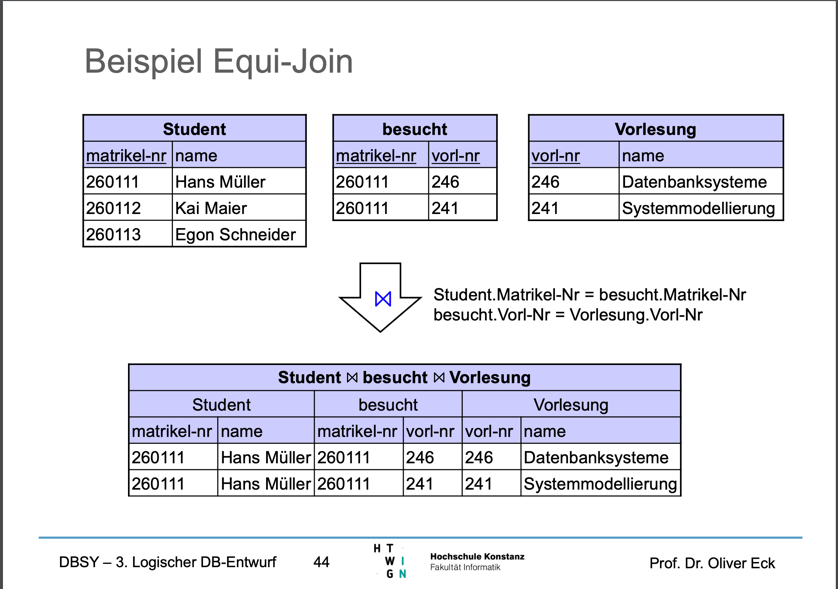 Beispiel Equi-Join
Student
matrikel-nr name
260111 Hans Müller
260112 Kai Maier
260113 Egon Schneider
besucht
matrikel-nr vorl-nr
260111 246
260111 241
Vorlesung
vorl-nr name
246 Datenbanksysteme
241 Systemmodellierung
⋈
Student.Matrikel-Nr = besucht.Matrikel-Nr
besucht.Vorl-Nr = Vorlesung.Vorl-Nr
Student ⋈ besucht ⋈ Vorlesung
Student besucht Vorlesung
matrikel-nr name matrikel-nr vorl-nr vorl-nr name
260111 Hans Müller 260111 246 246 Datenbanksysteme
260111 Hans Müller 260111 241 241 Systemmodellierung
DBSY – 3. Logischer DB-Entwurf
44
H T
W I
G N
Hochschule Konstanz
Fakultät Informatik
Prof. Dr. Oliver Eck